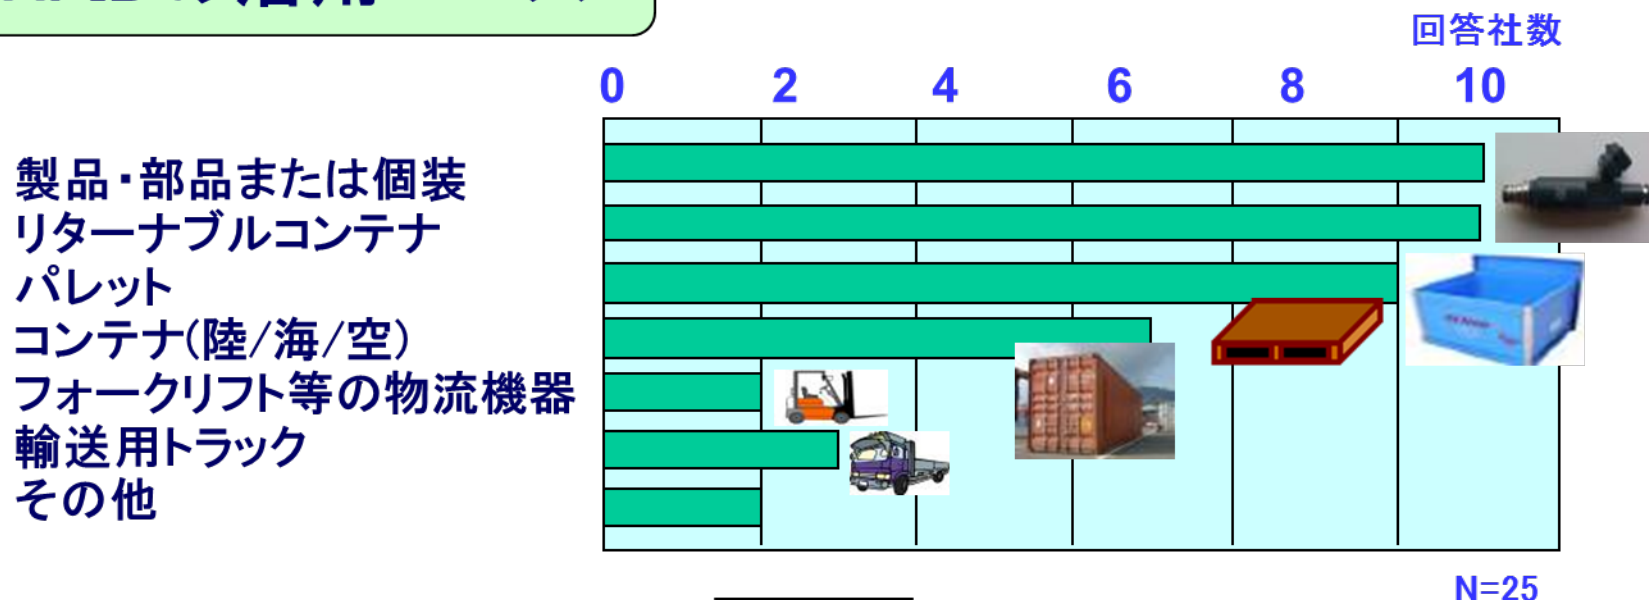 の活用
回答社数
0 2 4 6 8 10
製品・部品または個装
リターナブルコンテナ
パレット
コンテナ(陸/海/空)
フォークリフト等の物流機器
輸送用トラック
その他
N=25